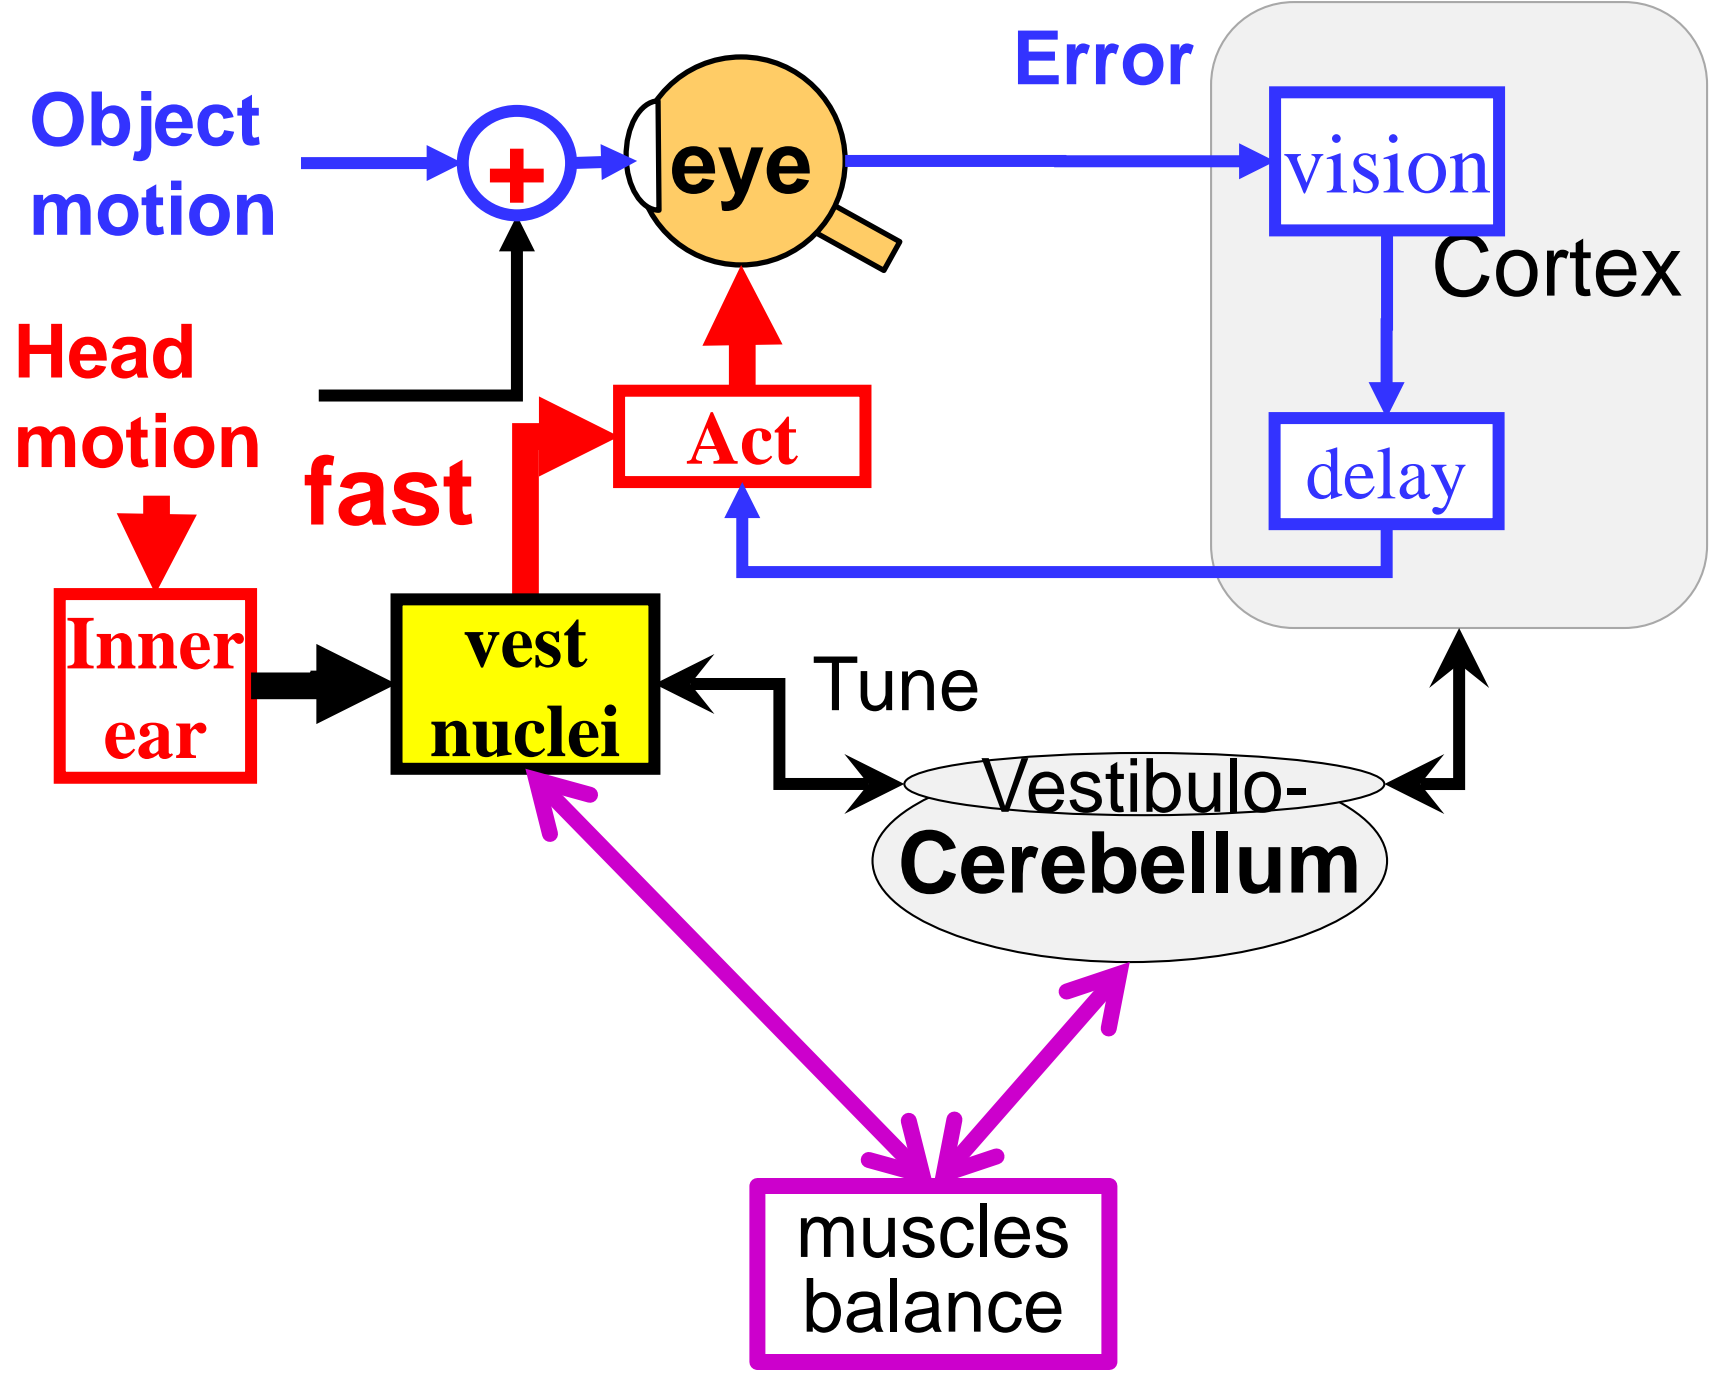 Error
Object
motion
+
eye
vision
Cortex
Head
motion
fast
Act
delay
Inner
ear
vest
nuclei
Tune
Vestibulo-
Cerebellum
muscles
balance